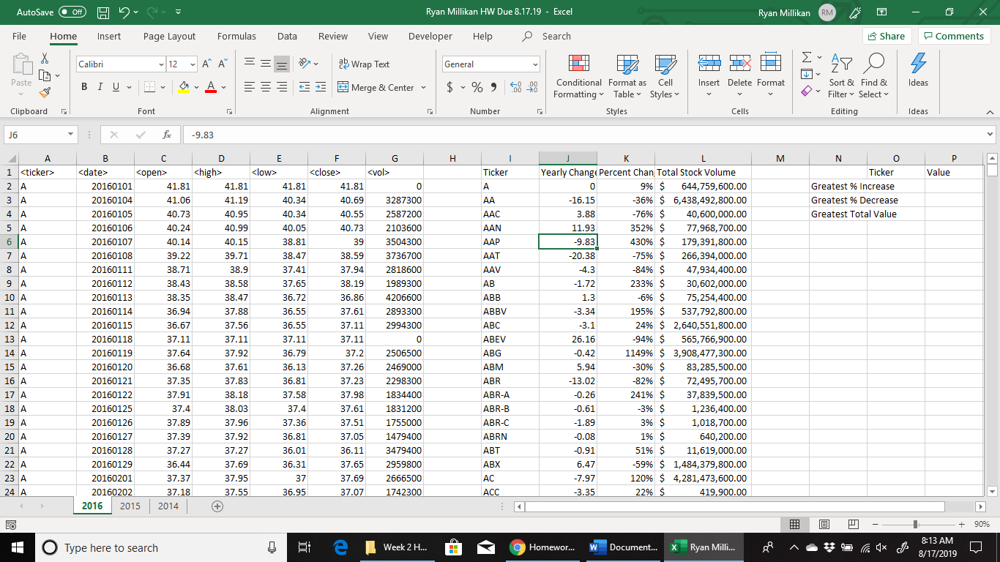 AutoSave Off Ryan Millikan HW Due 8.17.19 - Excel Ryan Millikan RM
File Home Insert Page Layout Formulas Data Review View Developer Help Search Share Comments
Calibri 12 ab Wrap Text General
Paste B I U A Merge & Center $ % Conditional Formatting Format as Table Cell Styles Insert Delete Format Sort & Filter Find & Select Ideas
Clipboard Font Alignment Number Styles Cells Editing Ideas
J6 fx -9.83
A B C D E F G H I J K L M N O P
1 <ticker> <date> <open> <high> <low> <close> <vol> Ticker Yearly Change Percent Chan Total Stock Volume Ticker Value
2 A 20160101 41.81 41.81 41.81 41.81 0 A 0 9% $ 644,759,600.00 Greatest % Increase
3 A 20160104 41.06 41.19 40.34 40.69 3287300 AA -16.15 -36% $ 6,438,492,800.00 Greatest % Decrease
4 A 20160105 40.73 40.95 40.34 40.55 2587200 AAC 3.88 -76% $ 40,600,000.00 Greatest Total Value
5 A 20160106 40.24 40.99 40.05 40.73 2103600 AAN 11.93 352% $ 77,968,700.00
6 A 20160107 40.14 40.15 38.81 39 3504300 AAP -9.83 430% $ 179,391,800.00
7 A 20160108 39.22 39.71 38.47 38.59 3736700 AAT -20.38 -75% $ 266,394,000.00
8 A 20160111 38.71 38.9 37.41 37.94 2818600 AAV -4.3 -84% $ 47,934,400.00
9 A 20160112 38.43 38.58 37.65 38.19 1989300 AB -1.72 233% $ 30,602,000.00
10 A 20160113 38.35 38.47 36.72 36.86 4206600 ABB 1.3 -6% $ 75,254,400.00
11 A 20160114 36.94 37.88 36.55 37.61 2893300 ABBV -3.34 195% $ 537,792,800.00
12 A 20160115 36.67 37.56 36.55 37.11 2994300 ABC -3.1 24% $ 2,640,551,800.00
13 A 20160118 37.11 37.11 37.11 37.11 0 ABEV 26.16 -94% $ 565,766,900.00
14 A 20160119 37.64 37.92 36.79 37.2 2506500 ABG -0.42 1149% $ 3,908,477,300.00
15 A 20160120 36.68 37.61 36.13 37.26 2469000 ABM 5.94 -30% $ 83,285,500.00
16 A 20160121 37.35 37.83 36.81 37.23 2298300 ABR -13.02 -82% $ 72,495,700.00
17 A 20160122 37.91 38.18 37.58 37.98 1834400 ABR-A -0.26 241% $ 37,839,500.00
18 A 20160125 37.4 38.03 37.4 37.61 1831200 ABR-B -0.61 -3% $ 1,236,400.00
19 A 20160126 37.89 37.96 37.36 37.51 1755000 ABR-C -1.89 3% $ 1,018,700.00
20 A 20160127 37.39 37.92 36.81 37.05 1479400 ABRN -0.08 1% $ 640,200.00
21 A 20160128 37.27 37.27 36.01 36.11 3479400 ABT -0.91 51% $ 11,619,000.00
22 A 20160129 36.44 37.69 36.31 37.65 2959800 ABX 6.47 -59% $ 1,484,379,800.00
23 A 20160201 37.37 37.95 37 37.69 2666500 AC -7.97 120% $ 4,281,473,600.00
24 A 20160202 37.18 37.55 36.95 37.07 1742300 ACC -3.35 22% $ 419,900.00
2016 2015 2014
90%
Type here to search Week 2 H... Homewor... Document... Ryan Milli... 8:13 AM
8/17/2019